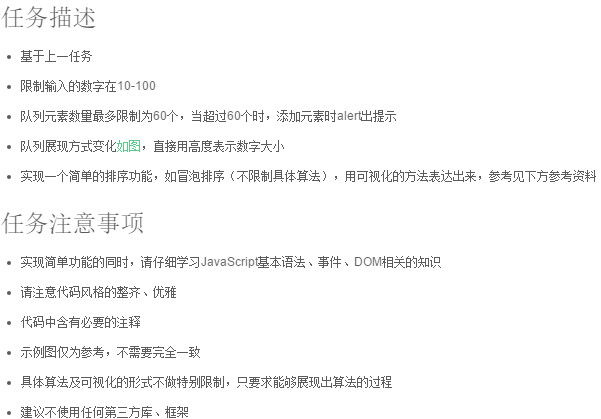 任务描述
基于上一任务
限制输入的数字在10-100
队列元素数量最多限制为60个，当超过60个时，添加元素时alert出提示
队列展现方式变化如图，直接用高度表示数字大小
实现一个简单的排序功能，如冒泡排序（不限制具体算法），用可视化的方法表达出来，参考见下方参考资料
任务注意事项
实现简单功能的同时，请仔细学习JavaScript基本语法、事件、DOM相关的知识
请注意代码风格的整齐、优雅
代码中含有必要的注释
示例图仅为参考，不需要完全一致
具体算法及可视化的形式不做特别限制，只要求能够展现出算法的过程
建议不使用任何第三方库、框架